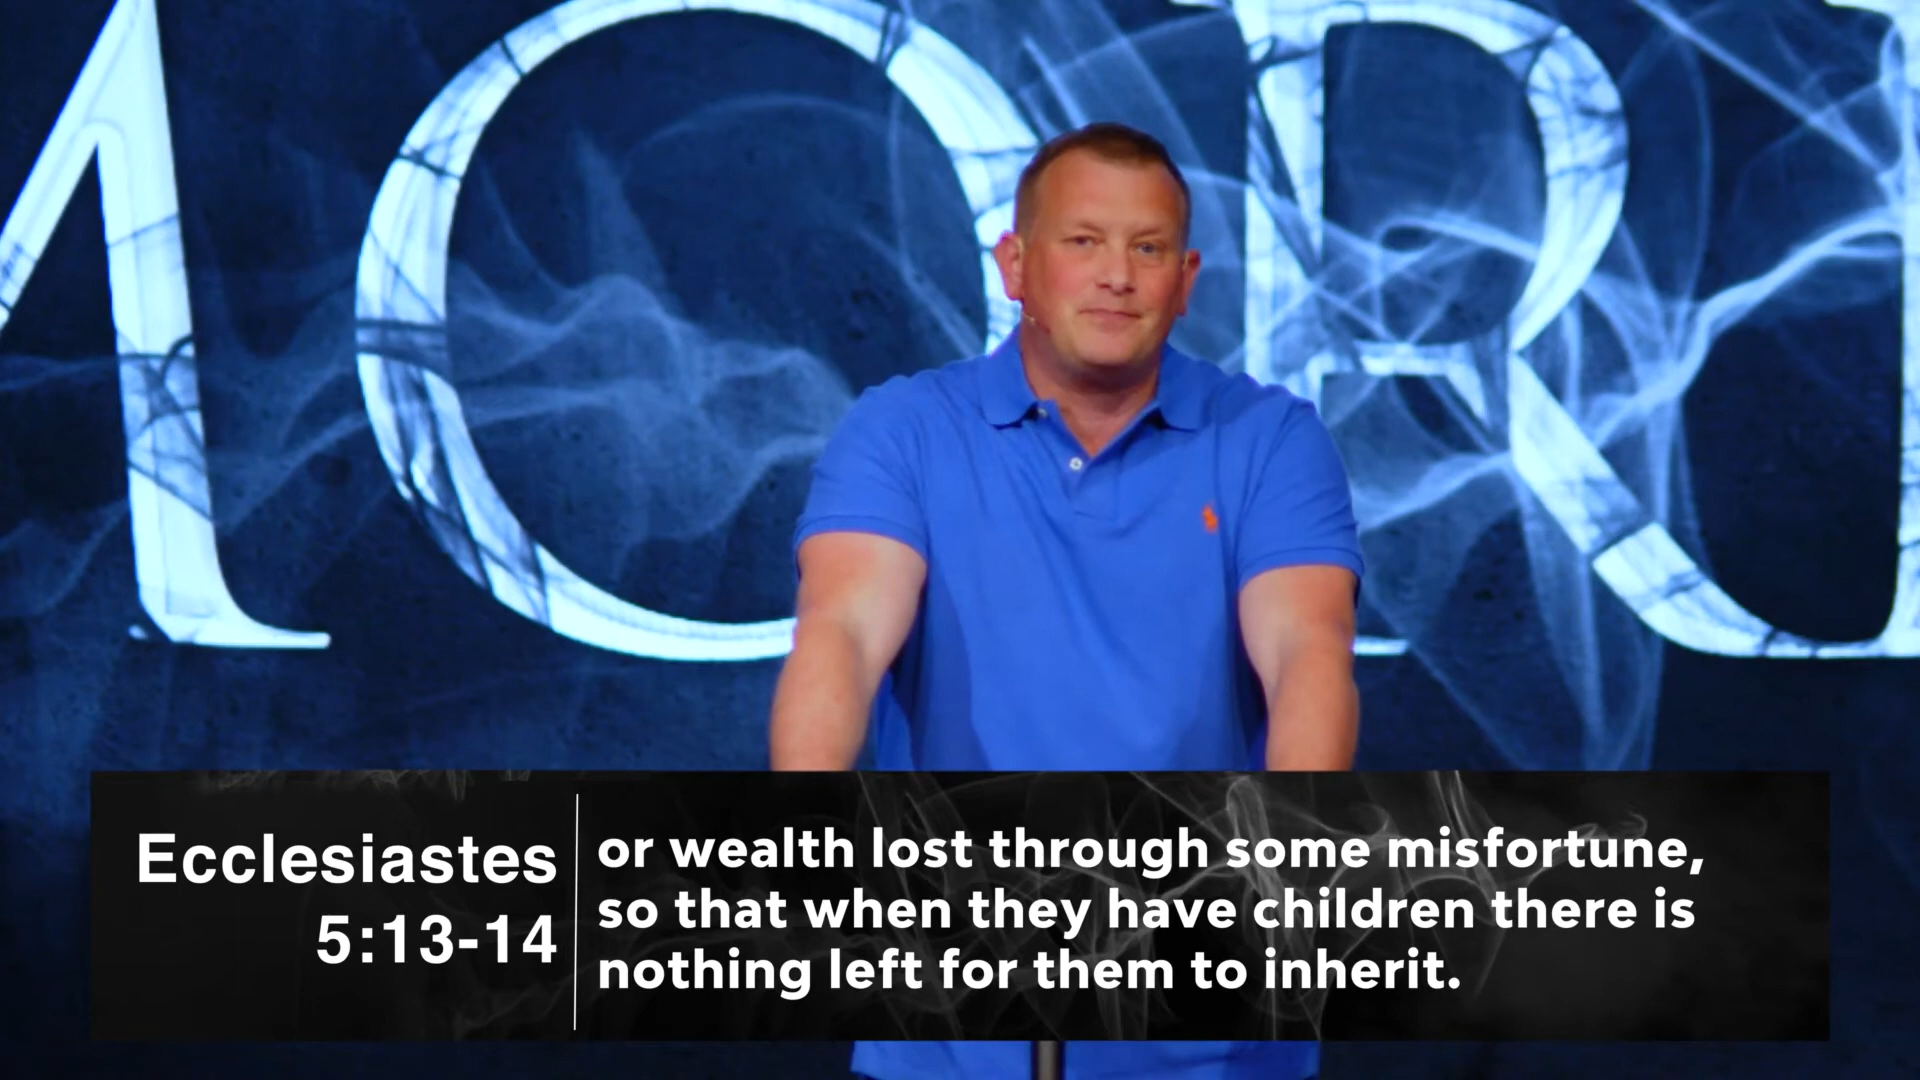 MORI
Ecclesiastes
5:13-14
or wealth lost through some misfortune,
so that when they have children there is
nothing left for them to inherit.